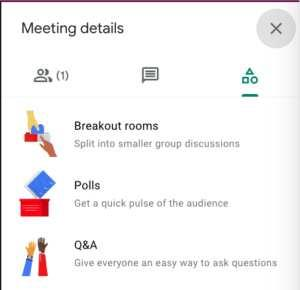 Meeting details
(1)
Breakout rooms
Split into smaller group discussions
Polls
Get a quick pulse of the audience
Q&A
Give everyone an easy way to ask questions